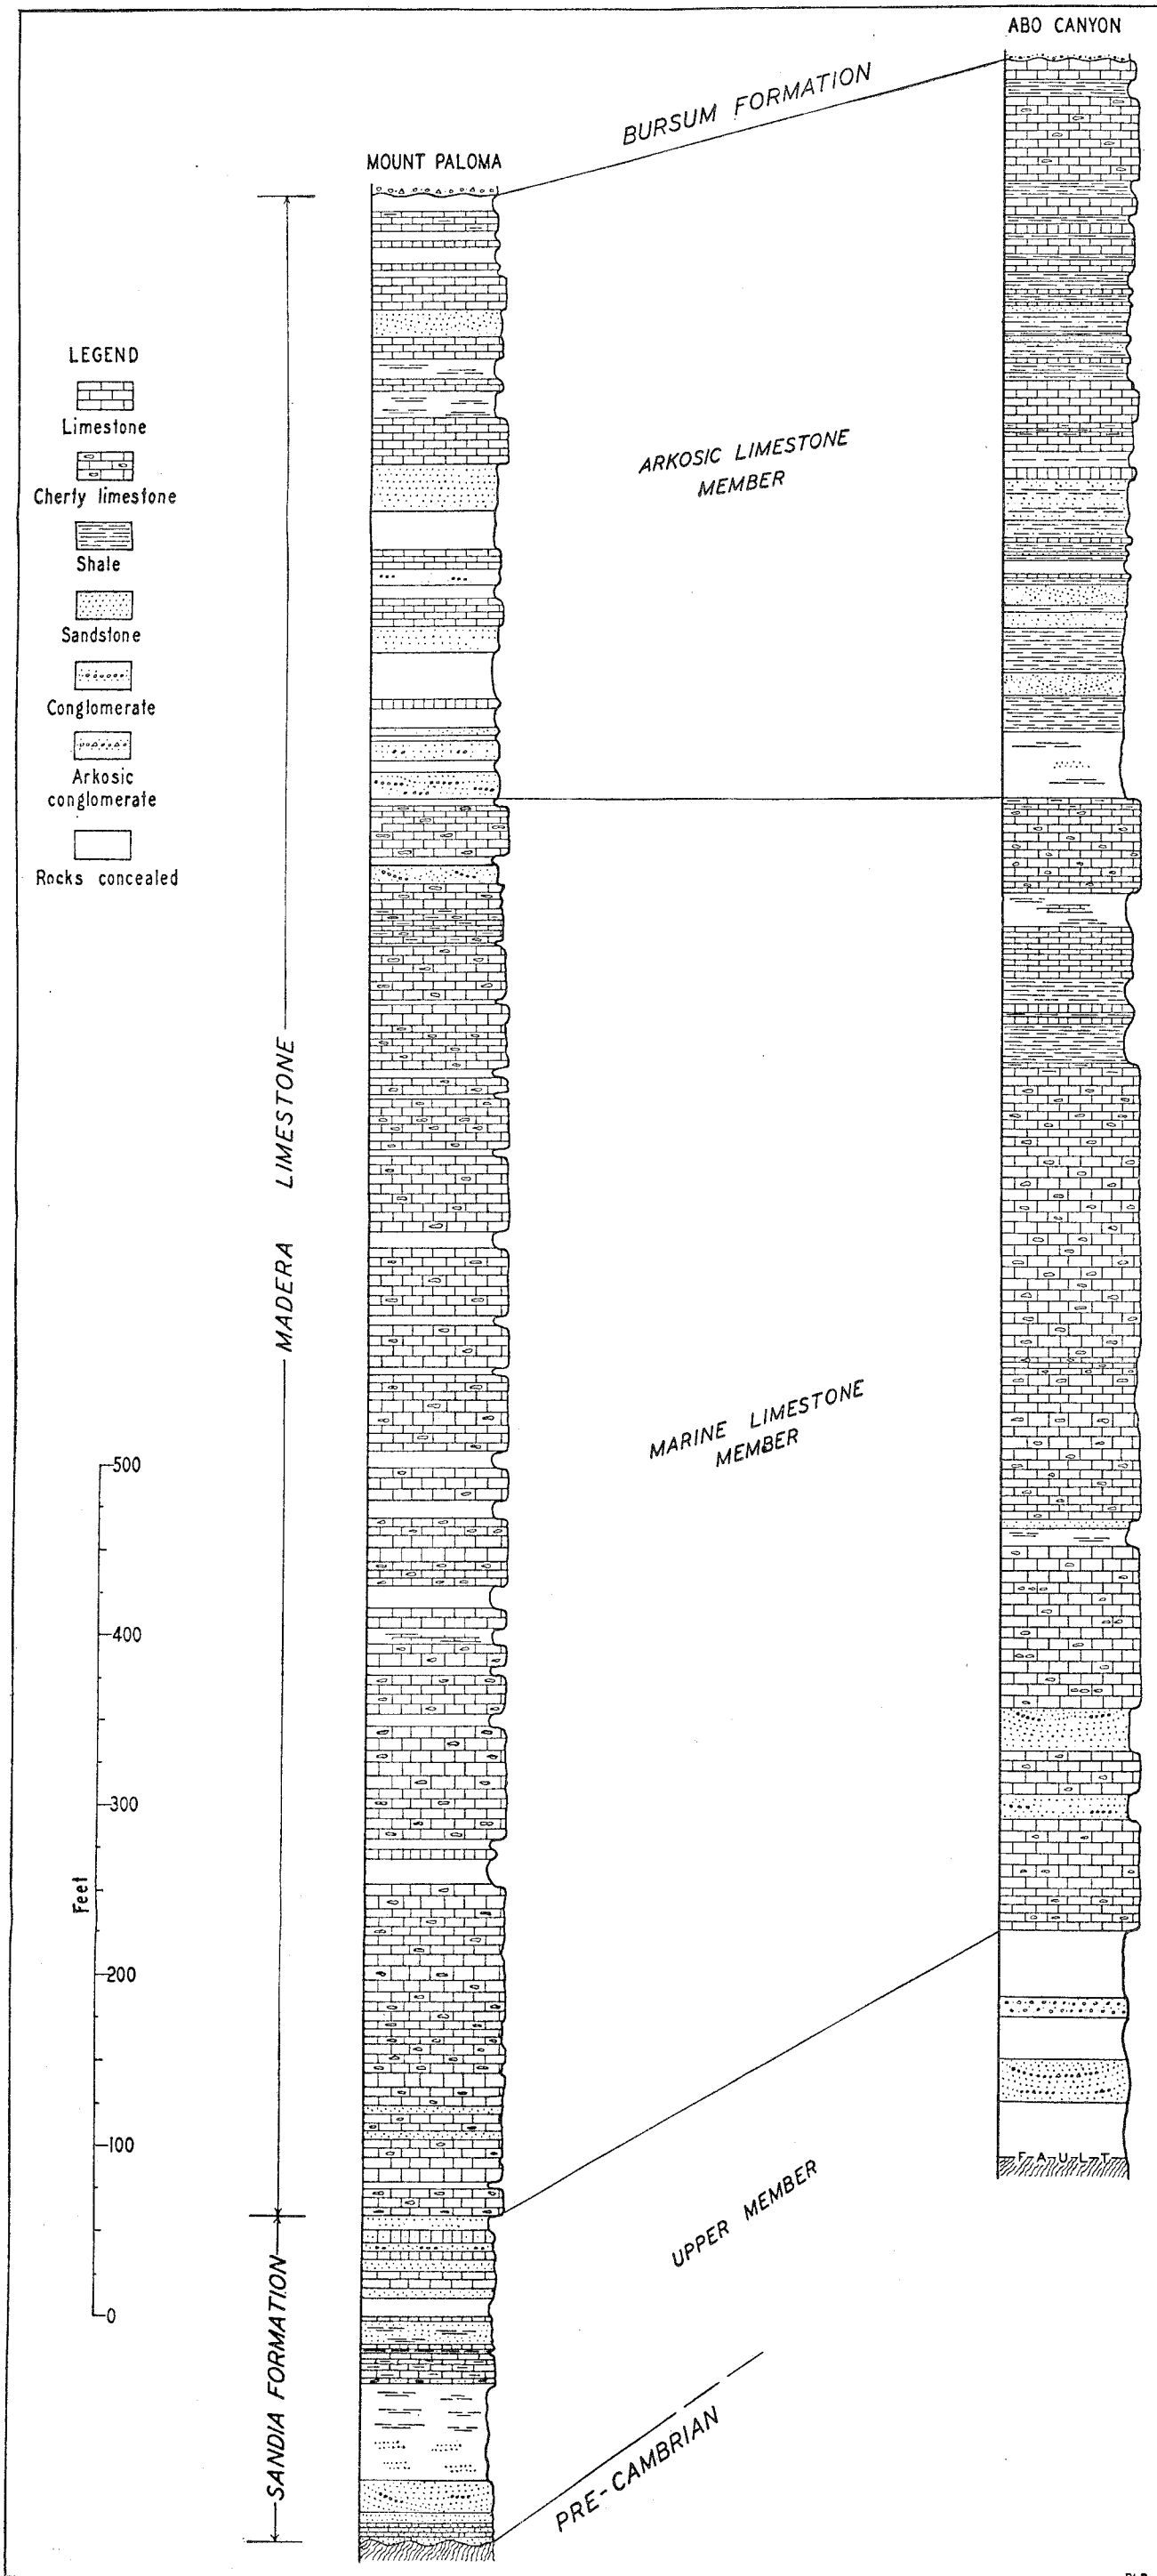 ABO CANYON
BURSUM FORMATION
MOUNT PALOMA
LEGEND
Limestone
Cherty limestone
Shale
Sandstone
Conglomerate
Arkosic
conglomerate
Rocks concealed
ARKOSIC LIMESTONE
MEMBER
MADERA LIMESTONE
MARINE LIMESTONE
MEMBER
500
400
300
Feet
200
100
0
FAULT
UPPER MEMBER
SANDIA FORMATION
PRE-CAMBRIAN